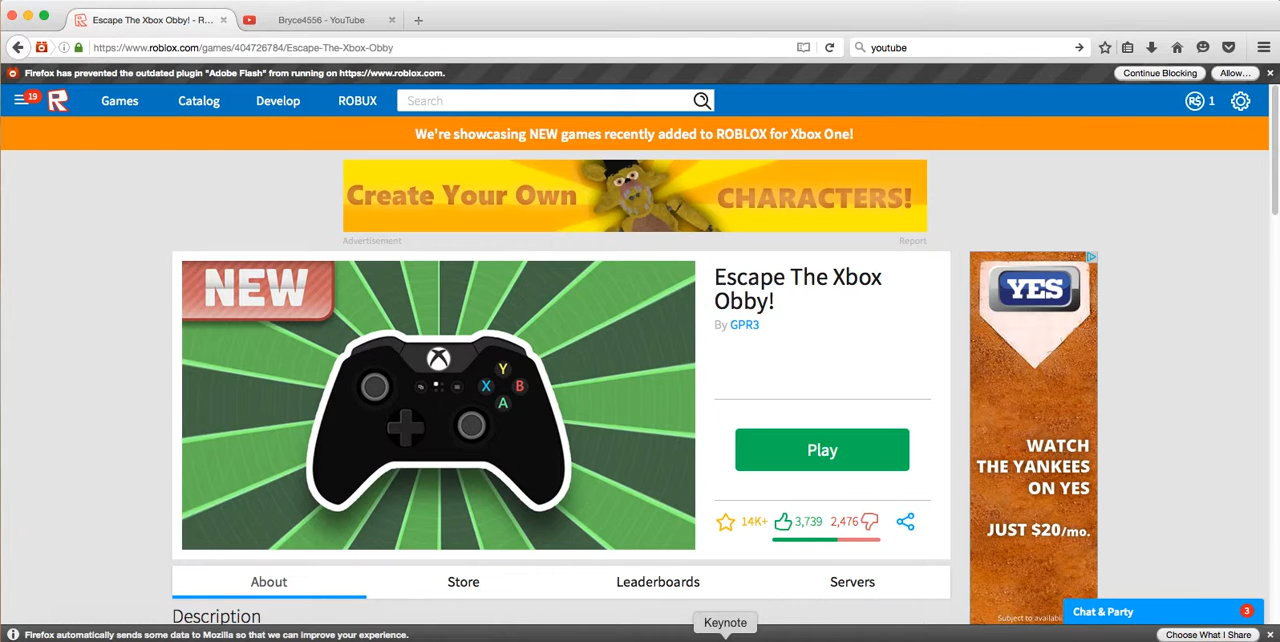 Escape The Xbox Obby! - R...
Bryce4556 - YouTube
https://www.roblox.com/games/404726784/Escape-The-Xbox-Obby
youtube
Firefox has prevented the outdated plugin "Adobe Flash" from running on https://www.roblox.com.
Continue Blocking
Allow...
19
Games
Catalog
Develop
ROBUX
Search
R$ 1
We're showcasing NEW games recently added to ROBLOX for Xbox One!
Create Your Own
CHARACTERS!
Advertisement
Report
NEW
Y
X
B
A
Escape The Xbox
Obby!
By GPR3
Play
14K+
3,739
2,476
YES
WATCH
THE YANKEES
ON YES
JUST $20/mo.
About
Store
Leaderboards
Servers
Description
Chat & Party
3
Keynote
Firefox automatically sends some data to Mozilla so that we can improve your experience.
Choose What I Share